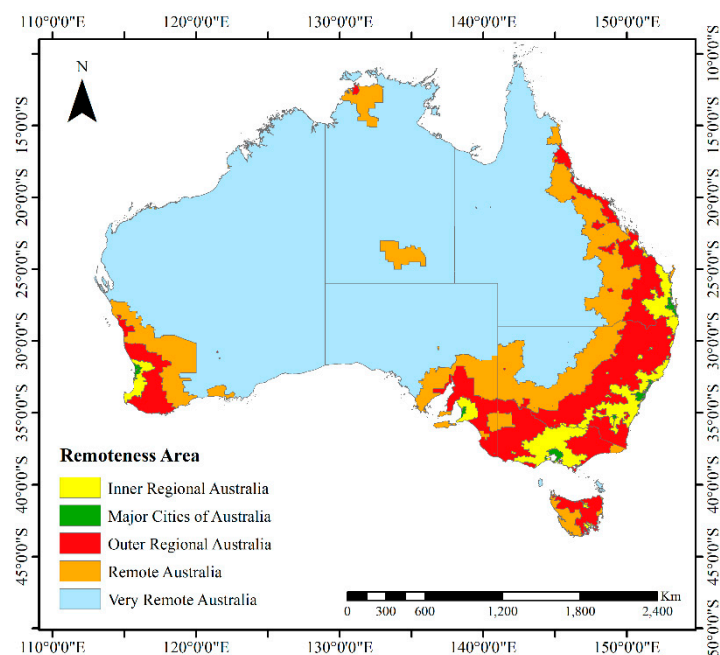 110°0'0"E 120°0'0"E 130°0'0"E 140°0'0"E 150°0'0"E
N
10°0'0"S
15°0'0"S
20°0'0"S
25°0'0"S
30°0'0"S
35°0'0"S
40°0'0"S
45°0'0"S
10°0'0"S
15°0'0"S
20°0'0"S
25°0'0"S
30°0'0"S
35°0'0"S
40°0'0"S
45°0'0"S
50°0'0"S
Remoteness Area
Inner Regional Australia
Major Cities of Australia
Outer Regional Australia
Remote Australia
Very Remote Australia
Km
0 300 600 1,200 1,800 2,400
110°0'0"E 120°0'0"E 130°0'0"E 140°0'0"E 150°0'0"E